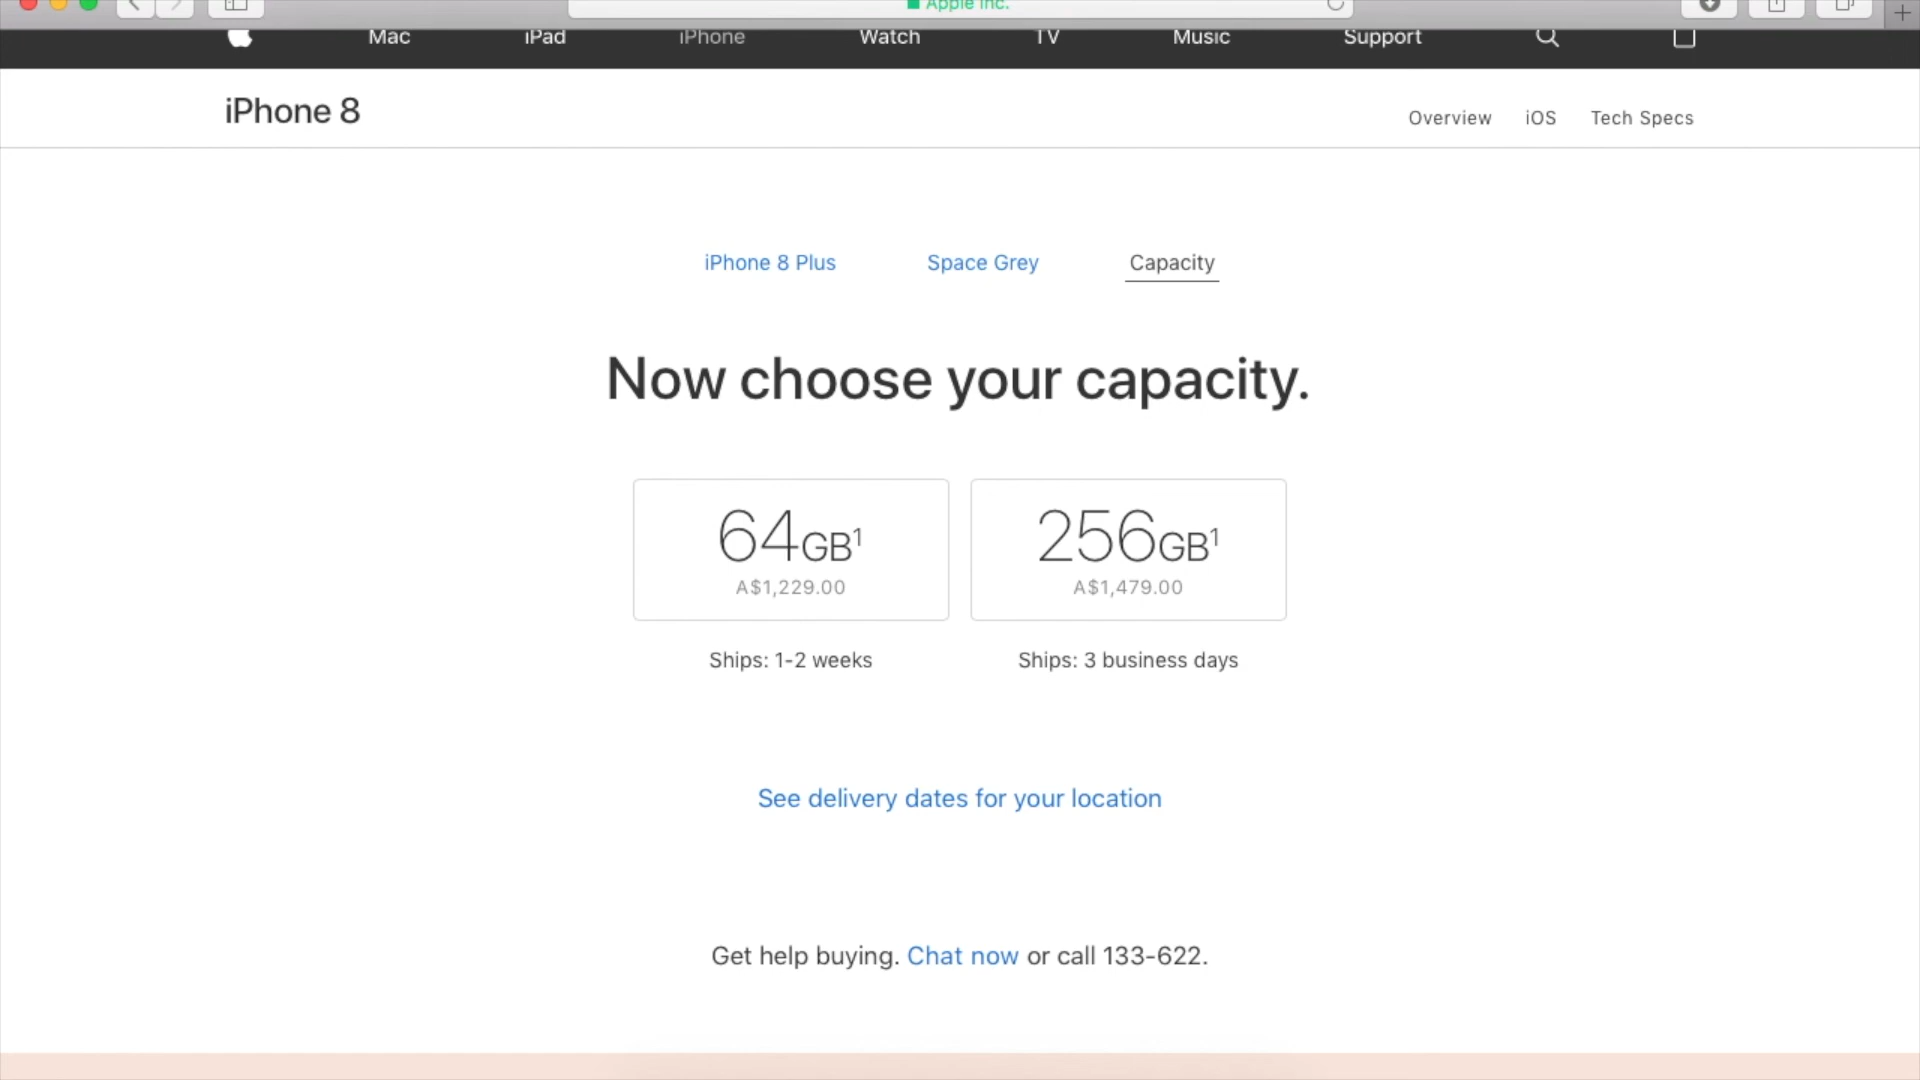 Apple Inc.
Mac iPad iPhone Watch TV Music Support
iPhone 8
Overview iOS Tech Specs
iPhone 8 Plus Space Grey Capacity
Now choose your capacity.
64GB¹ 256GB¹
A$1,229.00 A$1,479.00
Ships: 1-2 weeks Ships: 3 business days
See delivery dates for your location
Get help buying. Chat now or call 133-622.